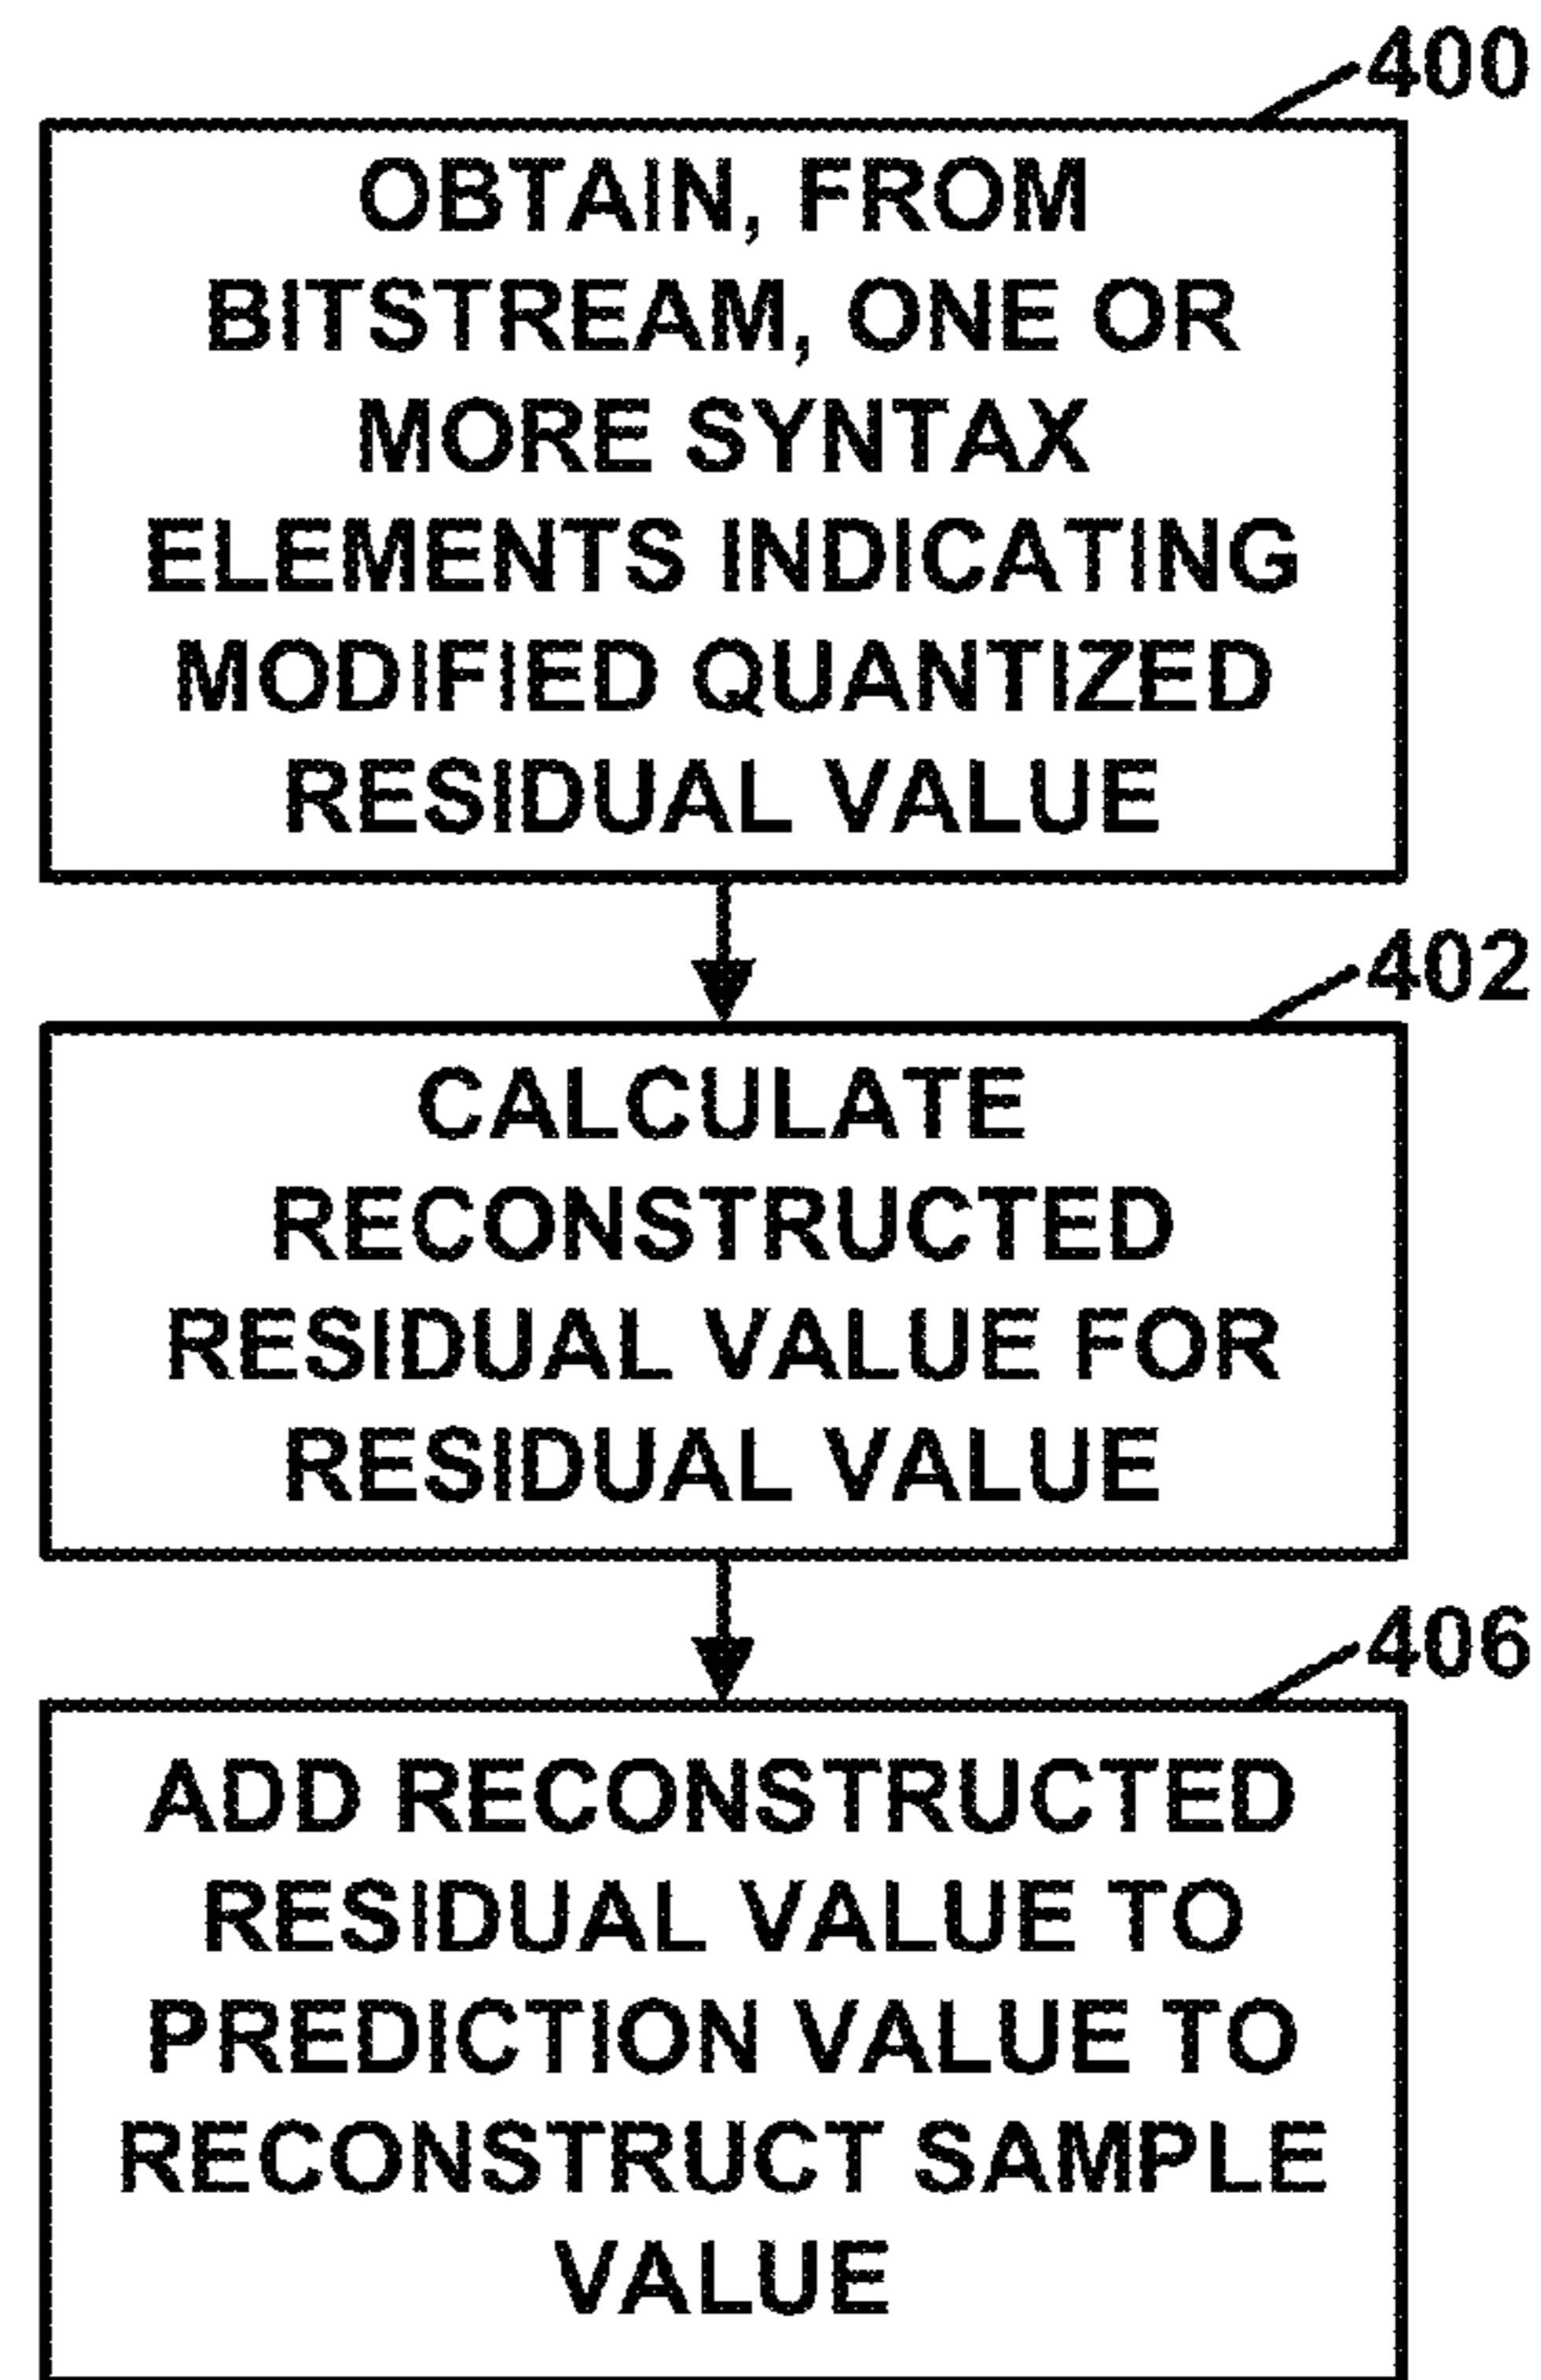 400
OBTAIN, FROM
BITSTREAM, ONE OR
MORE SYNTAX
ELEMENTS INDICATING
MODIFIED QUANTIZED
RESIDUAL VALUE
402
CALCULATE
RECONSTRUCTED
RESIDUAL VALUE FOR
RESIDUAL VALUE
406
ADD RECONSTRUCTED
RESIDUAL VALUE TO
PREDICTION VALUE TO
RECONSTRUCT SAMPLE
VALUE